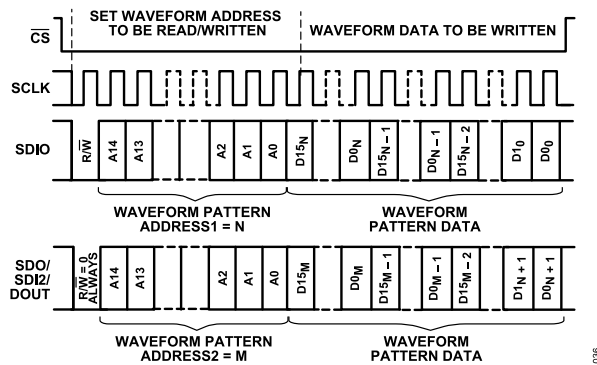 SET WAVEFORM ADDRESS
TO BE READ/WRITTEN
WAVEFORM DATA TO BE WRITTEN
CS
SCLK
SDIO
R/W
A14
A13
A2
A1
A0
D15N
D0N
D15N – 1
D0N – 1
D15N – 2
D10
D00
WAVEFORM PATTERN
ADDRESS1 = N
WAVEFORM
PATTERN DATA
SDO/
SDI2/
DOUT
R/W = 0
ALWAYS
A14
A13
A2
A1
A0
D15M
D0M
D15M – 1
D0M – 1
D15M – 2
D1N + 1
D0N + 1
WAVEFORM PATTERN
ADDRESS2 = M
WAVEFORM
PATTERN DATA
036